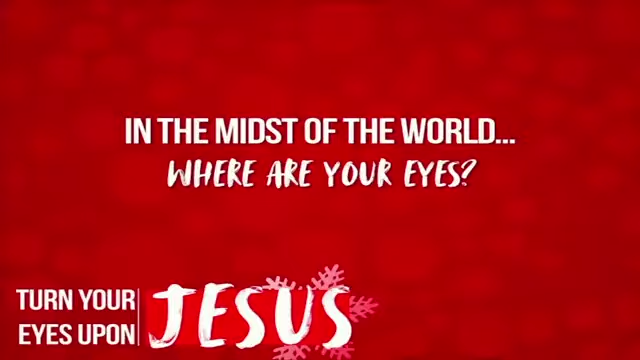 IN THE MIDST OF THE WORLD...
WHERE ARE YOUR EYES?
TURN YOUR
EYES UPON
JESUS